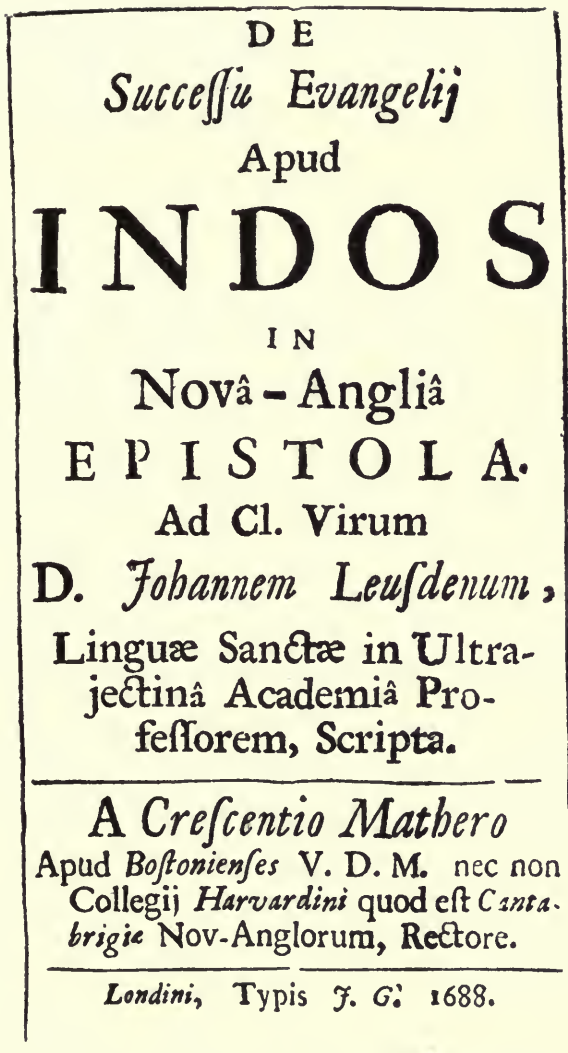 DE
Succeſſu Evangelij
Apud
INDOS
IN
Novâ-Angliâ
EPISTOLA.
Ad Cl. Virum
D. Johannem Leuſdenum,
Linguæ Sanctæ in Ultra-
jectinâ Academiâ Pro-
feſſorem, Scripta.
A Creſcentio Mathero
Apud Boſtonienſes V. D. M. nec non
Collegij Harvardini quod eſt Canta-
brigiæ Nov-Anglorum, Rectore.
Londini, Typis J. G. 1688.